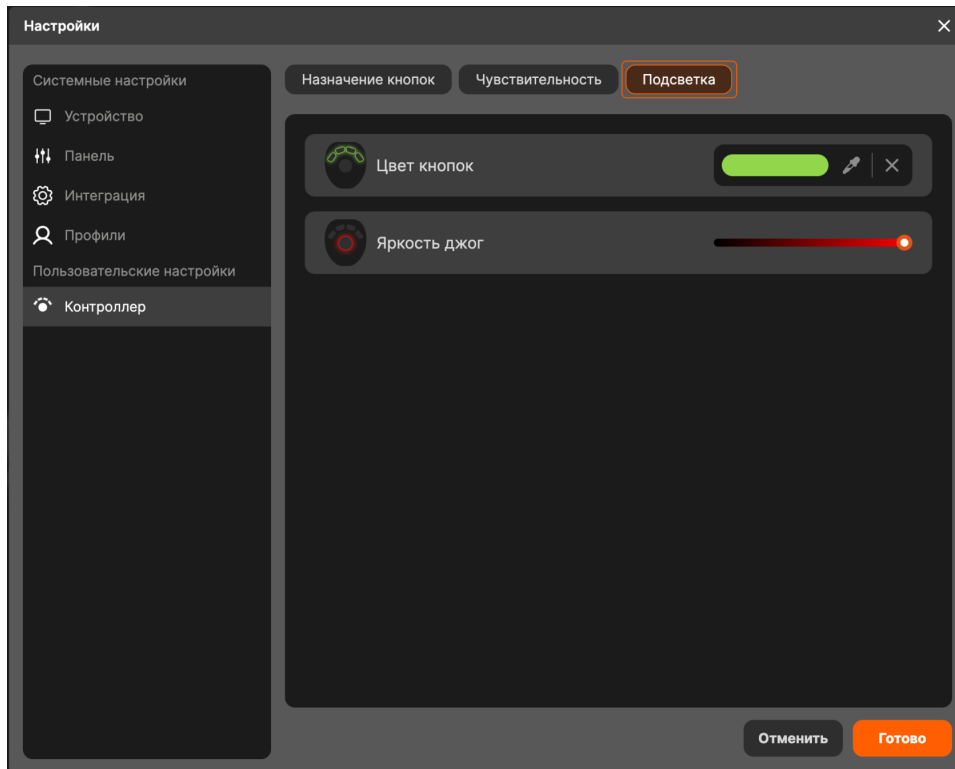 Настройки
Системные настройки
Устройство
Панель
Интеграция
Профили
Пользовательские настройки
Контроллер
Назначение кнопок
Чувствительность
Подсветка
Цвет кнопок
Яркость джог
Отменить
Готово